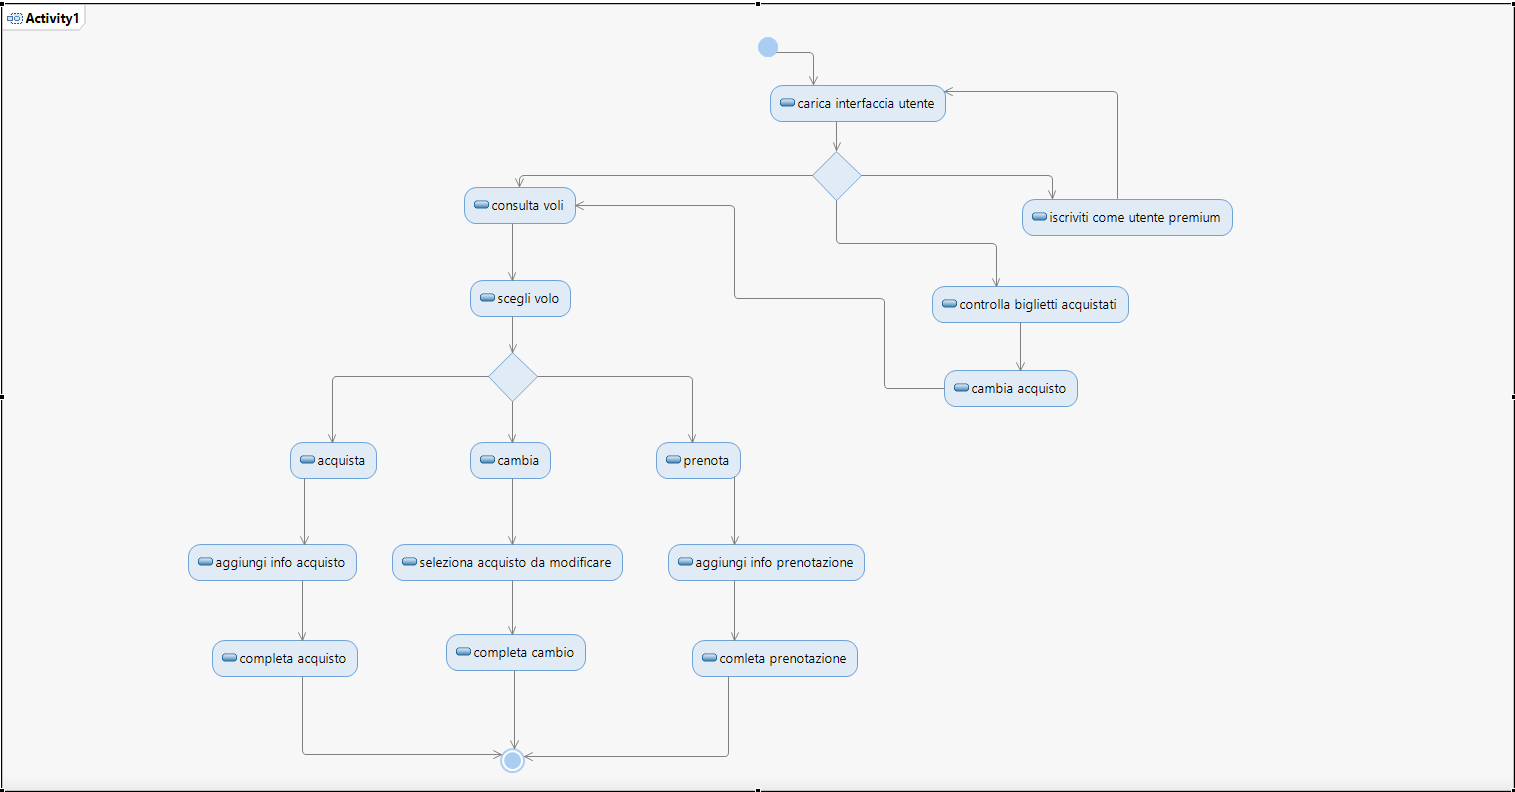 Activity1
carica interfaccia utente
consulta voli
iscriviti come utente premium
scegli volo
controlla biglietti acquistati
cambia acquisto
acquista
cambia
prenota
aggiungi info acquisto
seleziona acquisto da modificare
aggiungi info prenotazione
completa acquisto
completa cambio
comleta prenotazione